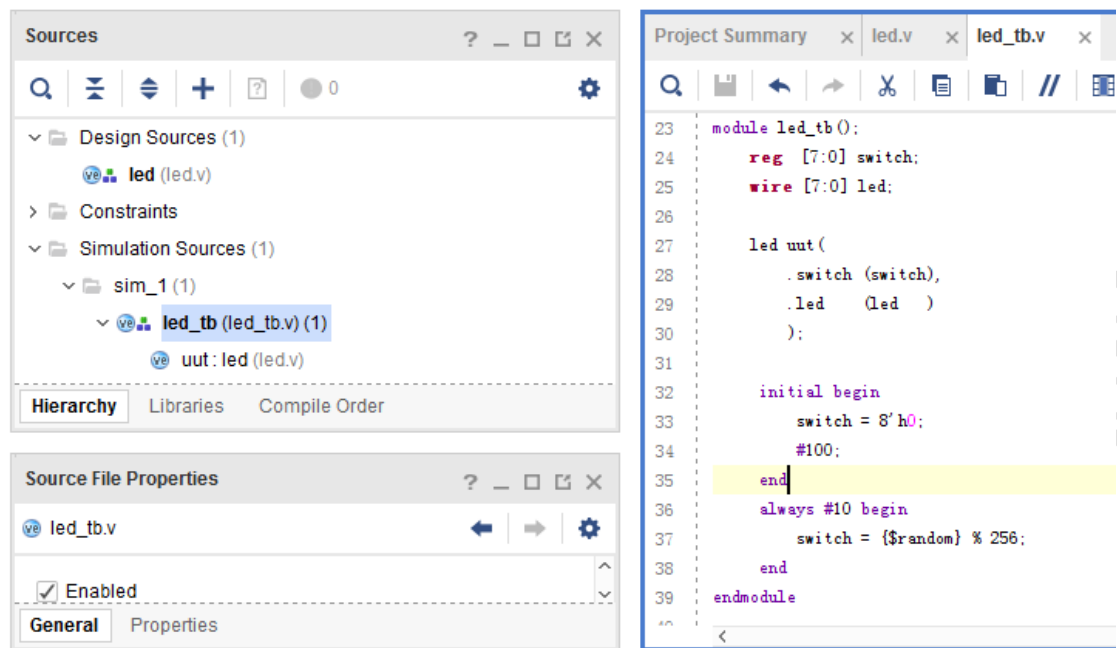 Sources
0
Design Sources (1)
led (led.v)
Constraints
Simulation Sources (1)
sim_1 (1)
led_tb (led_tb.v) (1)
uut : led (led.v)
Hierarchy Libraries Compile Order
Source File Properties
led_tb.v
Enabled
General Properties
Project Summary led.v led_tb.v
23 module led_tb();
24 reg [7:0] switch;
25 wire [7:0] led;
26
27 led uut(
28 .switch (switch),
29 .led (led )
30 );
31
32 initial begin
33 switch = 8'h0;
34 #100;
35 end
36 always #10 begin
37 switch = {$random} % 256;
38 end
39 endmodule